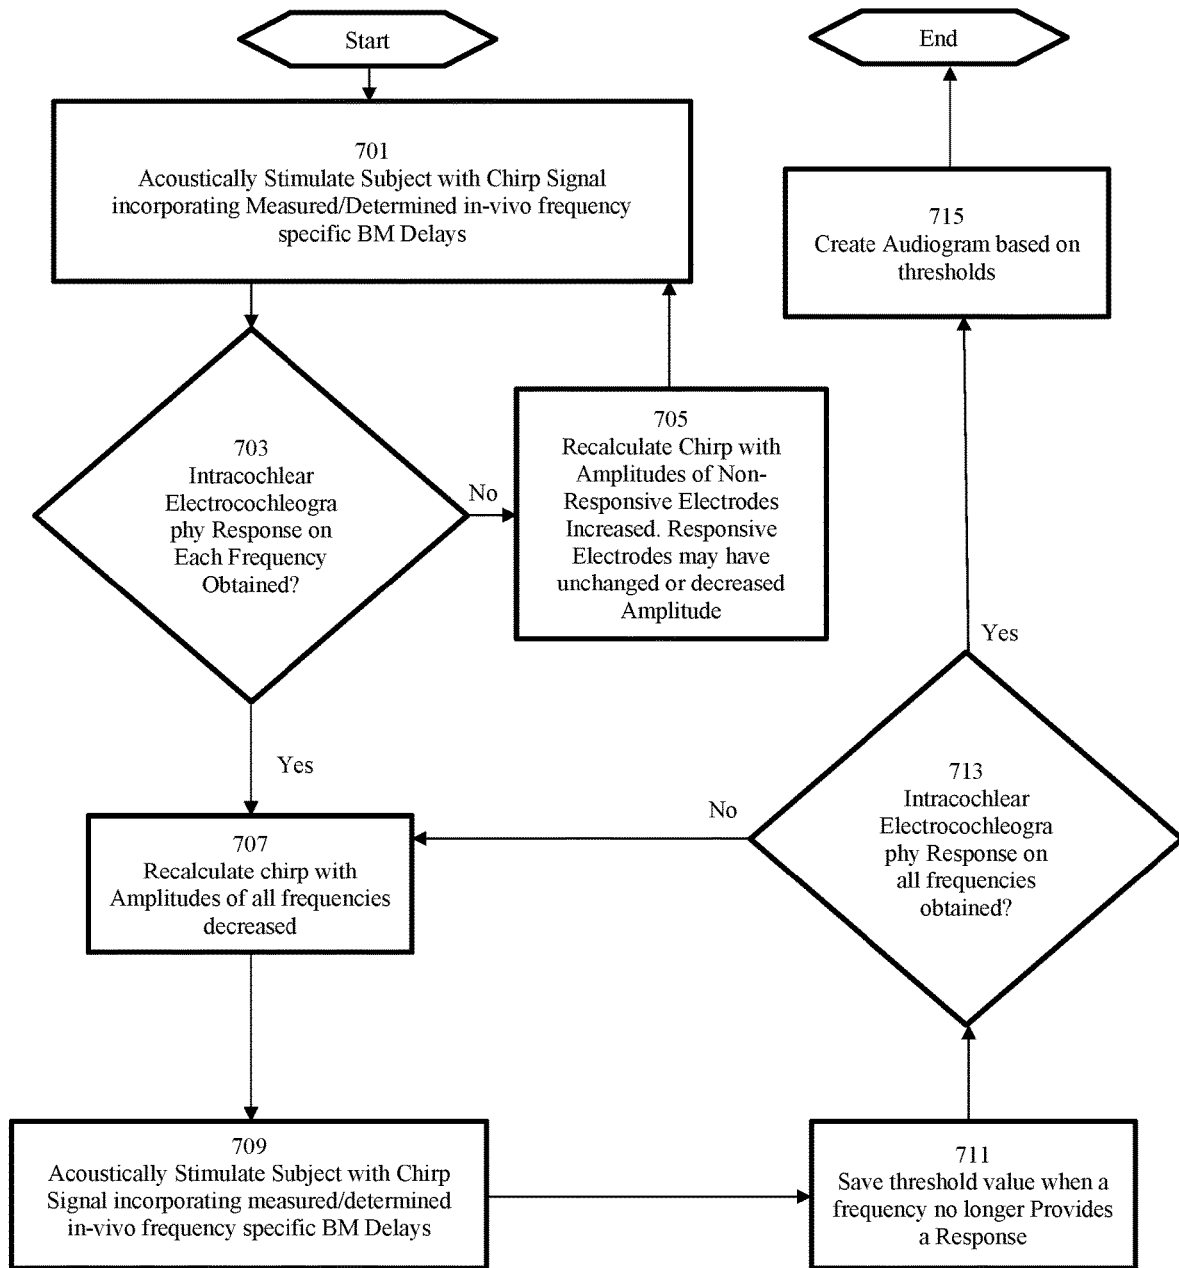 Start
701
Acoustically Stimulate Subject with Chirp Signal
incorporating Measured/Determined in-vivo frequency
specific BM Delays
703
Intracochlear
Electrocochleogra
phy Response on
Each Frequency
Obtained?
No
705
Recalculate Chirp with
Amplitudes of Non-
Responsive Electrodes
Increased. Responsive
Electrodes may have
unchanged or decreased
Amplitude
Yes
707
Recalculate chirp with
Amplitudes of all frequencies
decreased
709
Acoustically Stimulate Subject with Chirp
Signal incorporating measured/determined
in-vivo frequency specific BM Delays
711
Save threshold value when a
frequency no longer Provides
a Response
713
Intracochlear
Electrocochleogra
phy Response on
all frequencies
obtained?
No
Yes
715
Create Audiogram based on
thresholds
End